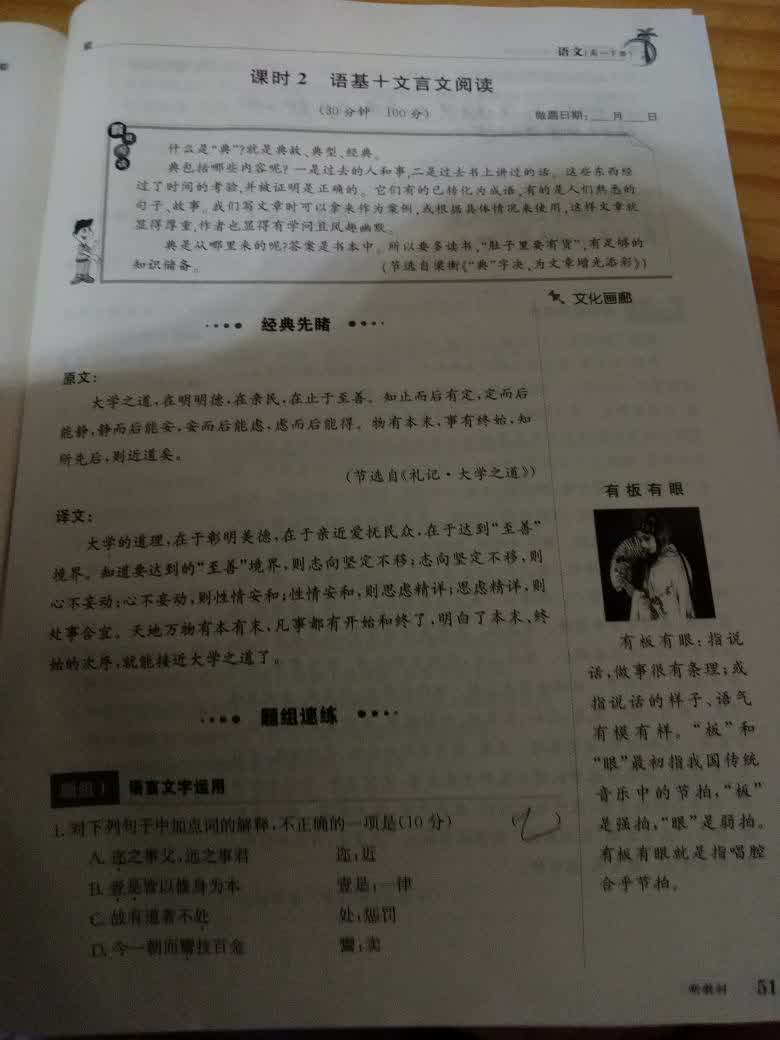 语文(高一下册)
课时2 语基+文言文阅读
(30分钟 100分)
做题日期:___月___日
什么是“典”?就是典故、典型、经典。
典包括哪些内容呢?一是过去的人和事,二是过去书上讲过的话。这些东西经
过了时间的考验,并被证明是正确的。它们有的已转化为成语,有的是人们熟悉的
句子、故事。我们写文章时可以拿来作为案例,或根据具体情况来使用,这样文章就
显得厚重,作者也显得有学问且风趣幽默。
典是从哪里来的呢?答案是书本中。所以要多读书,“肚子里要有货”,有足够的
知识储备。
(节选自梁衡《“典”字决,为文章增光添彩》)
文化画廊
经典先睹
原文:
大学之道,在明明德,在亲民,在止于至善。知止而后有定,定而后
能静,静而后能安,安而后能虑,虑而后能得。物有本末,事有终始,知
所先后,则近道矣。
(节选自《礼记·大学之道》)
译文:
大学的道理,在于彰明美德,在于亲近爱抚民众,在于达到“至善”
境界。知道要达到的“至善”境界,则志向坚定不移;志向坚定不移,则
心不妄动;心不妄动,则性情安和;性情安和,则思虑精详;思虑精详,则
处事合宜。天地万物有本有末,凡事都有开始和终了,明白了本末、终
始的次序,就能接近大学之道了。
有板有眼
有板有眼:指说
话,做事很有条理;或
指说话的样子、语气
有模有样。“板”和
“眼”最初指我国传统
音乐中的节拍,“板”
是强拍,“眼”是弱拍。
有板有眼就是指唱腔
合乎节拍。
题组速练
题组1 语言文字运用
1.对下列句子中加点词的解释,不正确的一项是(10分) ( )
A.迩之事父,远之事君 迩:近
B.壹是皆以修身为本 壹是:一律
C.故有道者不处 处:惩罚
D.今一朝而鬻技百金 鬻:卖
新教材 51